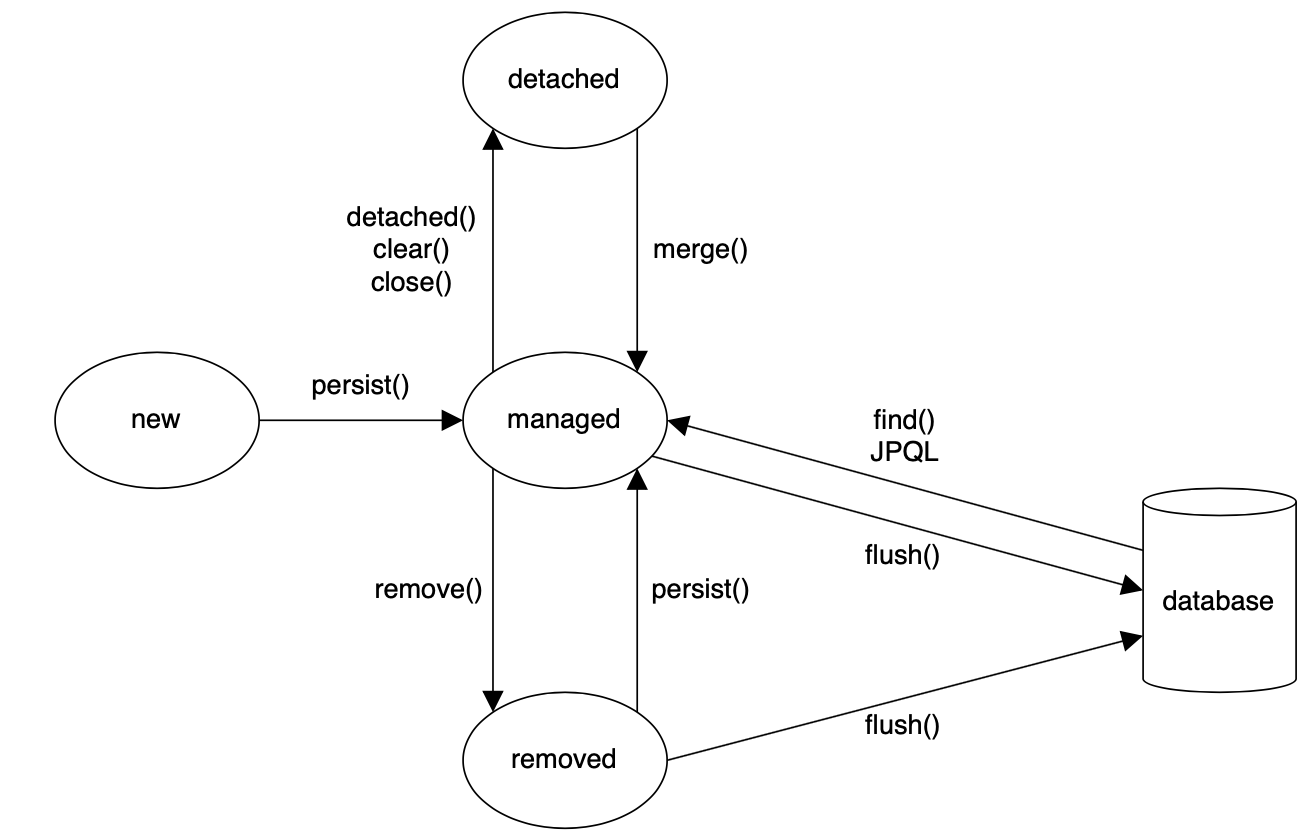 detached
detached()
clear()
close()
merge()
new
persist()
managed
find()
JPQL
flush()
remove()
persist()
database
removed
flush()